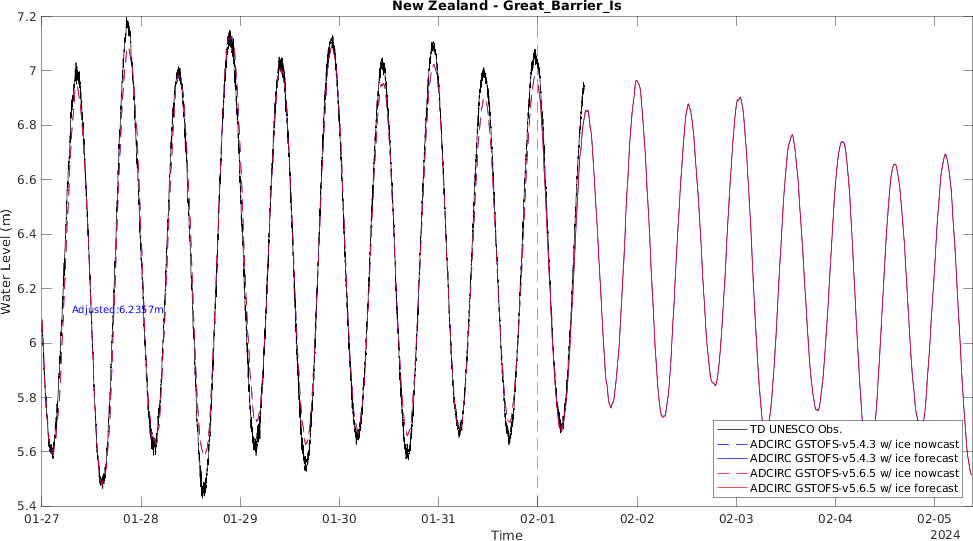 New Zealand - Great_Barrier_Is
7.2
7
6.8
6.6
6.4
6.2
6
5.8
5.6
5.4
Water Level (m)
Adjusted:6.2357m
TD UNESCO Obs.
ADCIRC GSTOFS-v5.4.3 w/ ice nowcast
ADCIRC GSTOFS-v5.4.3 w/ ice forecast
ADCIRC GSTOFS-v5.6.5 w/ ice nowcast
ADCIRC GSTOFS-v5.6.5 w/ ice forecast
01-27 01-28 01-29 01-30 01-31 02-01 02-02 02-03 02-04 02-05
2024
Time